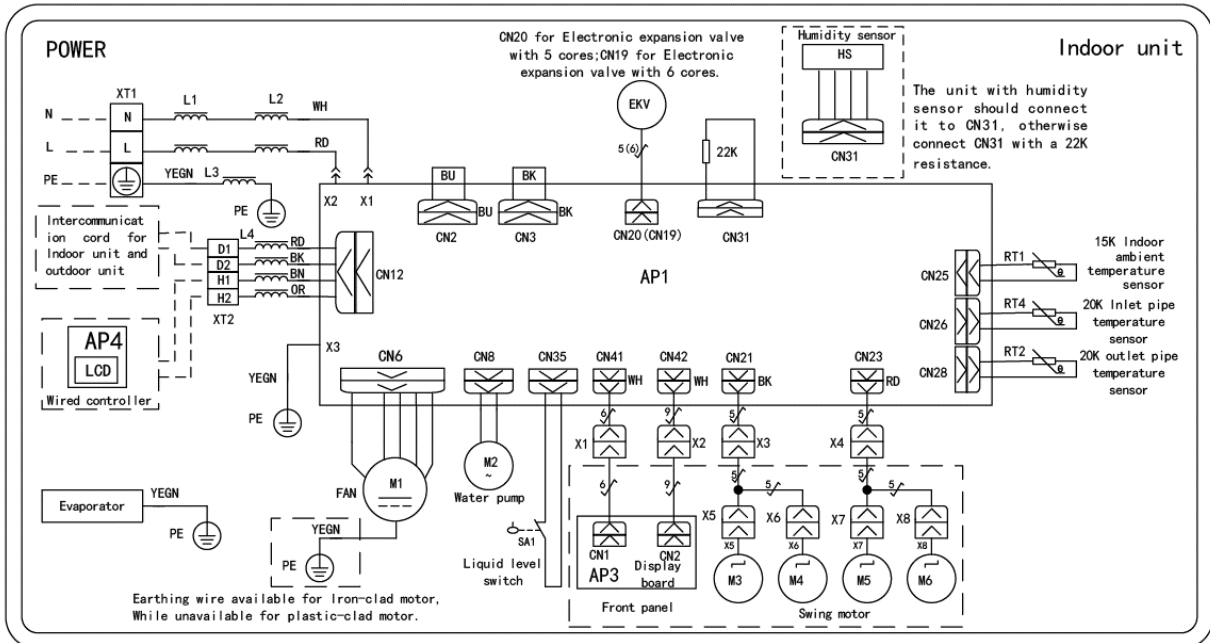 POWER
CN20 for Electronic expansion valve
with 5 cores;CN19 for Electronic
expansion valve with 6 cores.
Humidity sensor
HS
CN31
Indoor unit
The unit with humidity
sensor should connect
it to CN31, otherwise
connect CN31 with a 22K
resistance.
XT1
L1
L2
WH
N
N
L
L
RD
PE
YEGN
L3
PE
X2
X1
EKV
5(6)
22K
BU
BU
CN2
BK
BK
CN3
CN20(CN19)
CN31
Intercommunicat
ion cord for
Indoor unit and
outdoor unit
L4
D1
RD
D2
BK
H1
BN
H2
OR
XT2
CN12
AP1
CN25
RT1
θ
15K Indoor
ambient
temperature
sensor
CN26
RT4
θ
20K Inlet pipe
temperature
sensor
CN28
RT2
θ
20K outlet pipe
temperature
sensor
AP4
LCD
Wired controller
X3
YEGN
PE
CN6
CN8
CN35
CN41
WH
CN42
WH
CN21
BK
CN23
RD
6
9
5
5
X1
X2
X3
X4
M1
FAN
YEGN
PE
M2
~
Water pump
SA1
Liquid level
switch
6
9
5
5
5
5
CN1
CN2
AP3
Display
board
Front panel
X5
X6
X7
X8
X5
X6
X7
X8
M3
M4
M5
M6
Swing motor
Evaporator
YEGN
PE
Earthing wire available for Iron-clad motor,
While unavailable for plastic-clad motor.